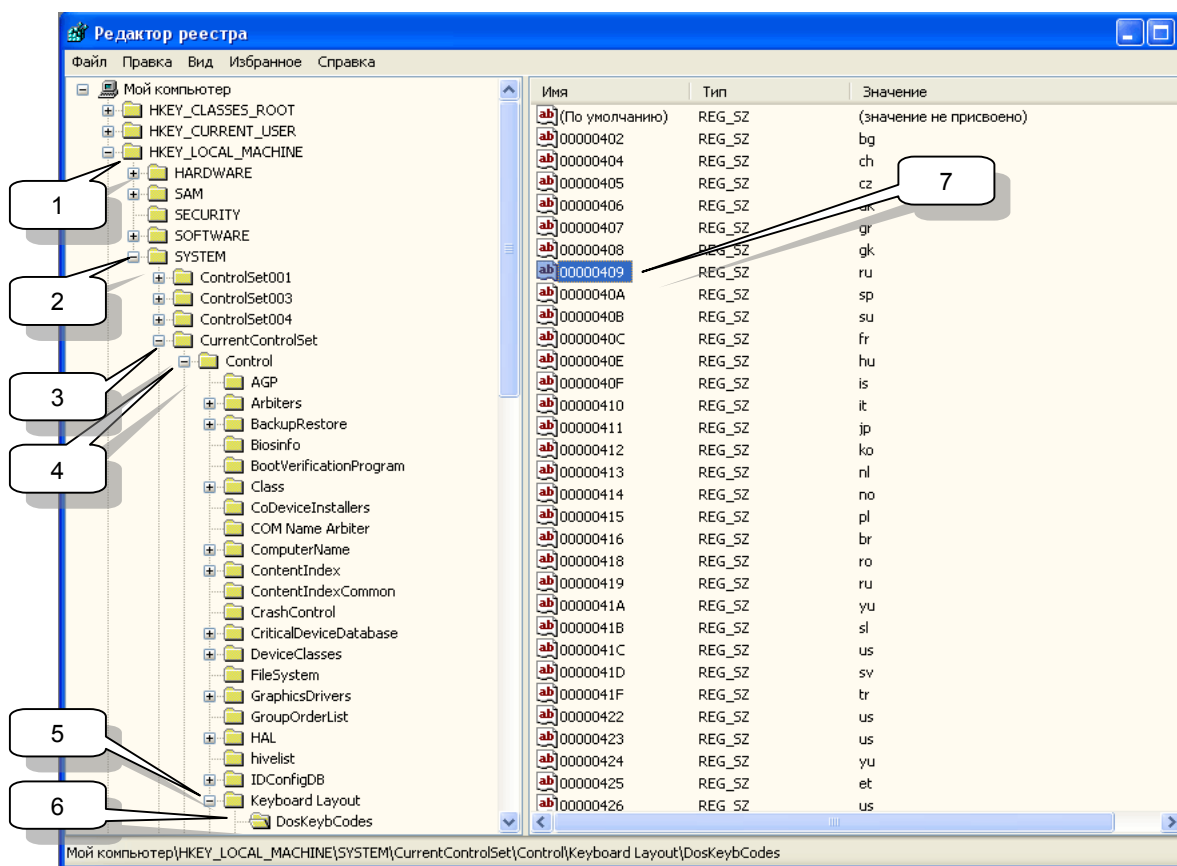 Редактор реестра
Файл Правка Вид Избранное Справка
Мой компьютер
HKEY_CLASSES_ROOT
HKEY_CURRENT_USER
HKEY_LOCAL_MACHINE
HARDWARE
SAM
SECURITY
SOFTWARE
SYSTEM
ControlSet001
ControlSet003
ControlSet004
CurrentControlSet
Control
AGP
Arbiters
BackupRestore
Biosinfo
BootVerificationProgram
Class
CoDeviceInstallers
COM Name Arbiter
ComputerName
ContentIndex
ContentIndexCommon
CrashControl
CriticalDeviceDatabase
DeviceClasses
FileSystem
GraphicsDrivers
GroupOrderList
HAL
hivelist
IDConfigDB
Keyboard Layout
DosKeybCodes
1
2
3
4
5
6
Имя Тип Значение
(По умолчанию) REG_SZ (значение не присвоено)
00000402 REG_SZ bg
00000404 REG_SZ ch
00000405 REG_SZ cz
00000406 REG_SZ
00000407 REG_SZ gr
00000408 REG_SZ gk
00000409 REG_SZ ru
0000040A REG_SZ sp
0000040B REG_SZ su
0000040C REG_SZ fr
0000040E REG_SZ hu
0000040F REG_SZ is
00000410 REG_SZ it
00000411 REG_SZ jp
00000412 REG_SZ ko
00000413 REG_SZ nl
00000414 REG_SZ no
00000415 REG_SZ pl
00000416 REG_SZ br
00000418 REG_SZ ro
00000419 REG_SZ ru
0000041A REG_SZ yu
0000041B REG_SZ sl
0000041C REG_SZ us
0000041D REG_SZ sv
0000041F REG_SZ tr
00000422 REG_SZ us
00000423 REG_SZ us
00000424 REG_SZ yu
00000425 REG_SZ et
00000426 REG_SZ us
7
Мой компьютер\HKEY_LOCAL_MACHINE\SYSTEM\CurrentControlSet\Control\Keyboard Layout\DosKeybCodes